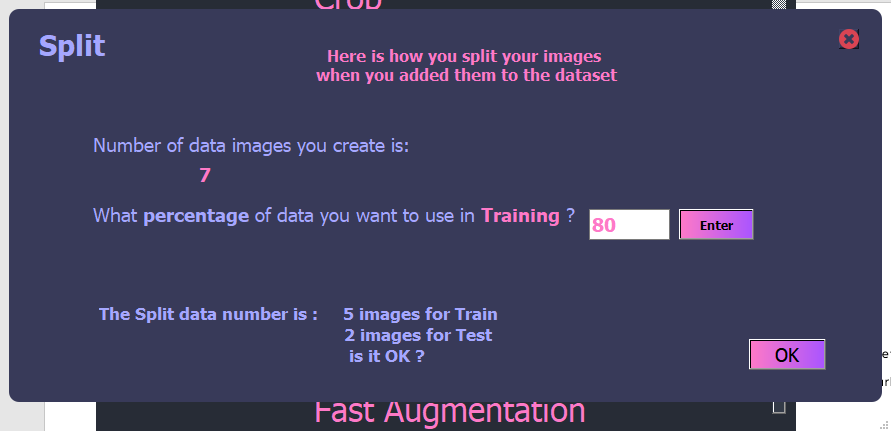 Crop
Split
Here is how you split your images
when you added them to the dataset
Number of data images you create is:
7
What percentage of data you want to use in Training ?
80
Enter
The Split data number is :
5 images for Train
2 images for Test
is it OK ?
OK
Fast Augmentation